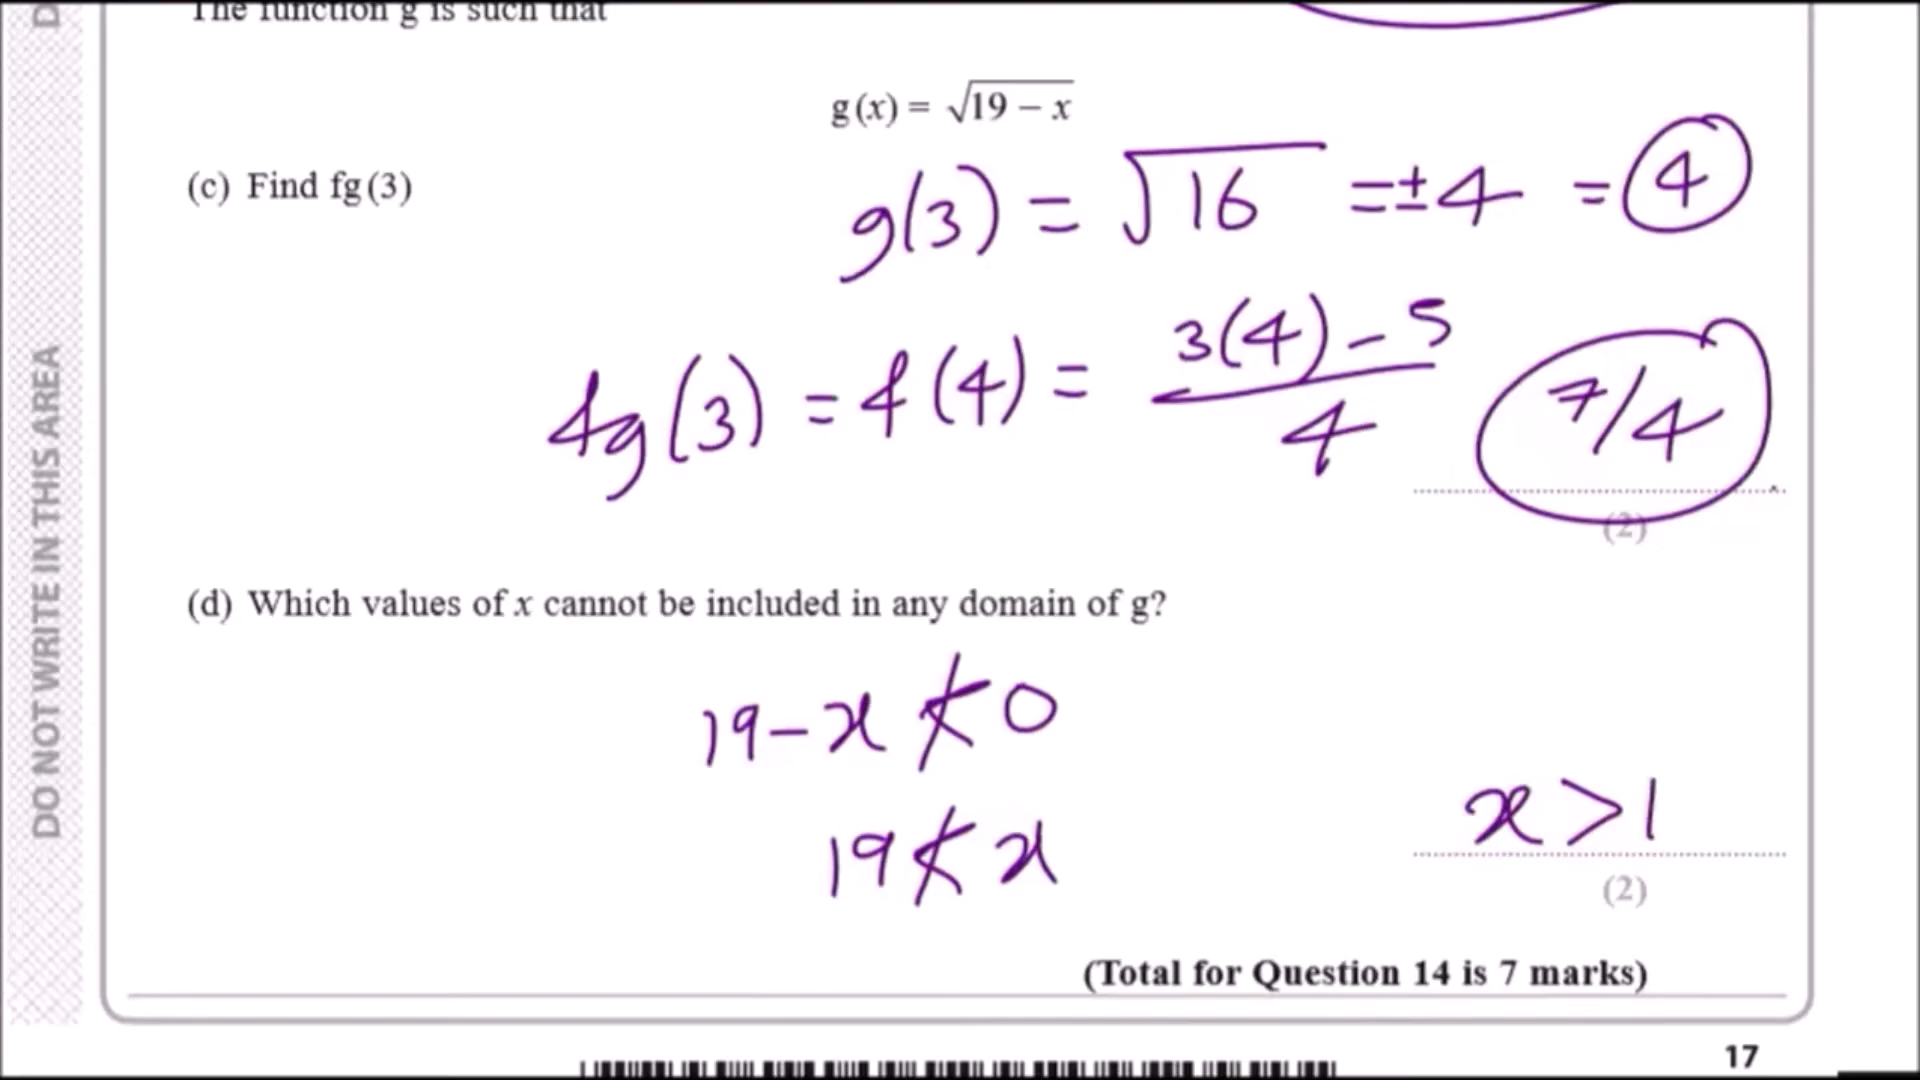 The function g is such that
g(x) = √19 – x
(c) Find fg(3)
g(3) = √16 = ±4 = 4
fg(3) = f(4) = 3(4) – 5 / 4
7/4
(2)
(d) Which values of x cannot be included in any domain of g?
19 – x ≮ 0
19 ≮ x
x > 1
(2)
(Total for Question 14 is 7 marks)
17
DO NOT WRITE IN THIS AREA
D